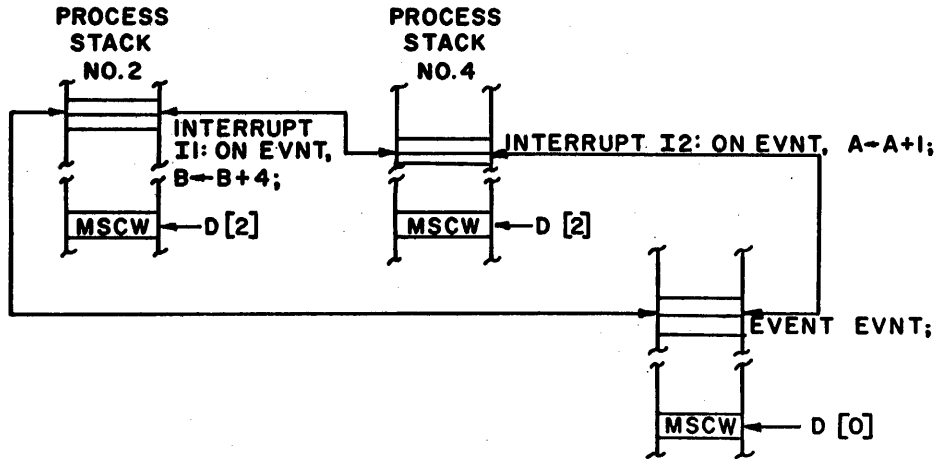 PROCESS
STACK
NO.2
PROCESS
STACK
NO.4
INTERRUPT
I1: ON EVNT,
B←B+4;
INTERRUPT I2: ON EVNT, A←A+1;
MSCW
D [2]
MSCW
D [2]
EVENT EVNT;
MSCW
D [0]